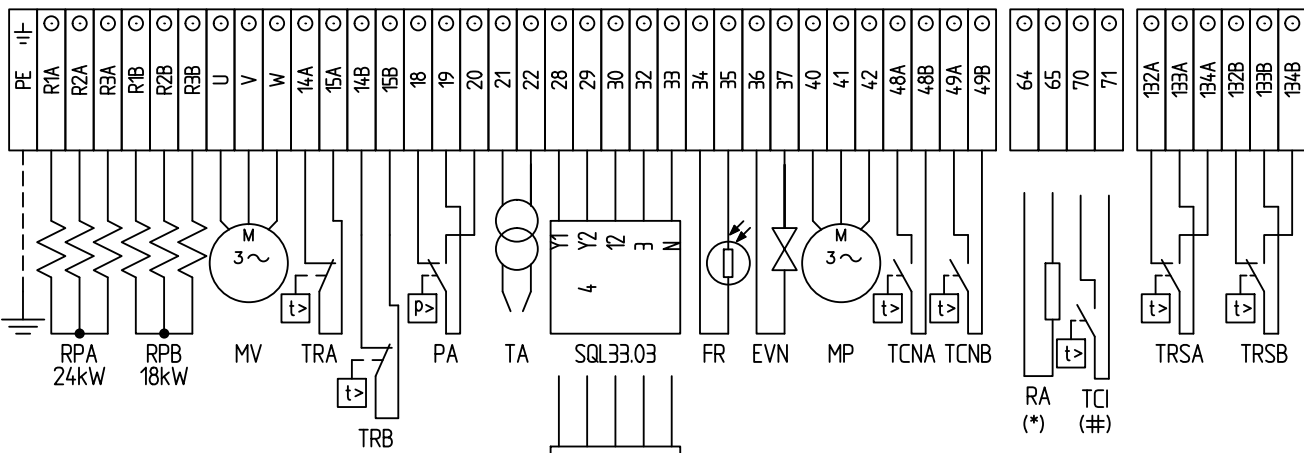 PE R1A R2A R3A R1B R2B R3B U V W 14A 15A 14B 15B 18 19 20 21 22 28 29 30 32 33 34 35 36 37 40 41 42 48A 48B 49A 49B 64 65 70 71 132A 133A 134A 132B 133B 134B
M
3~
Y1 Y2 12 3 N
4
M
3~
t>
p>
t>
t>
t>
t>
t>
t>
t>
RPA
24kW
RPB
18kW
MV
TRA
PA
TA
SQL33.03
FR
EVN
MP
TCNA
TCNB
TRSA
TRSB
RA
(*)
TCI
(#)
TRB